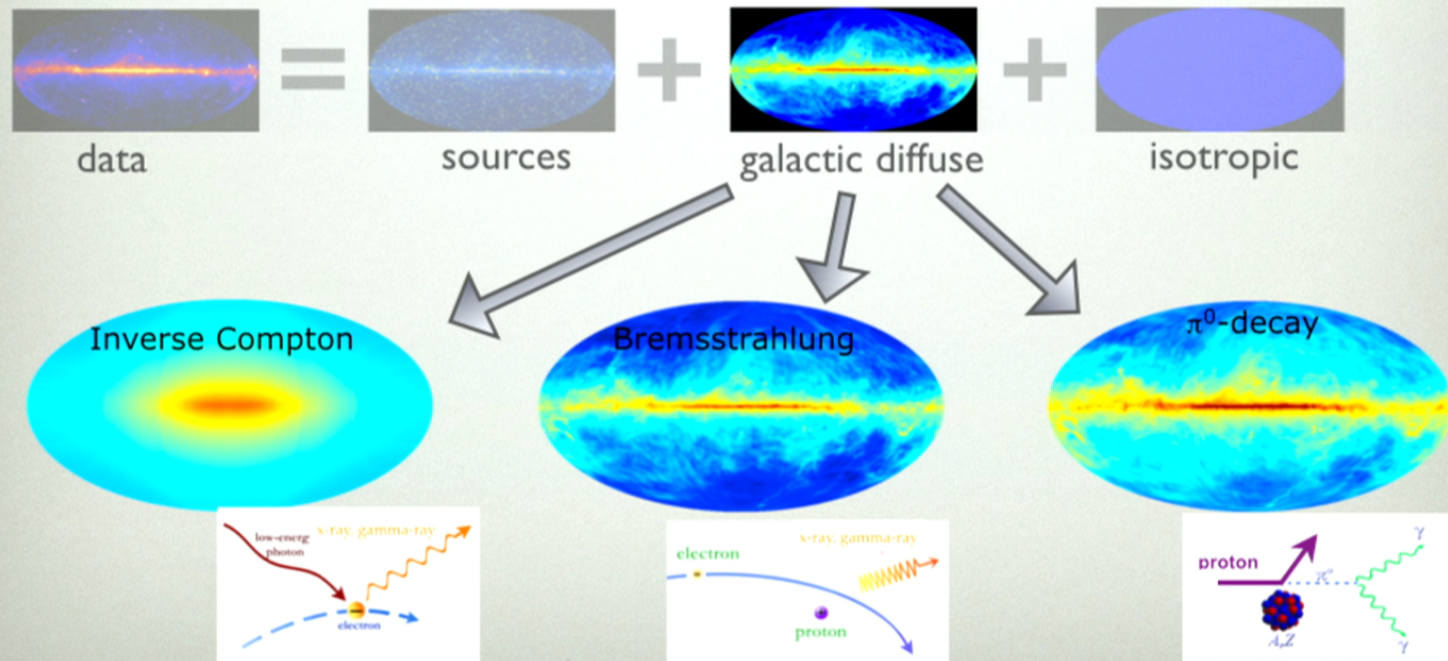 data
sources
galactic diffuse
isotropic
Inverse Compton
Bremsstrahlung
π⁰-decay
low-energ
photon
x-ray, gamma-ray
electron
electron
x-ray, gamma-ray
proton
proton
π°
γ
γ
A,Z